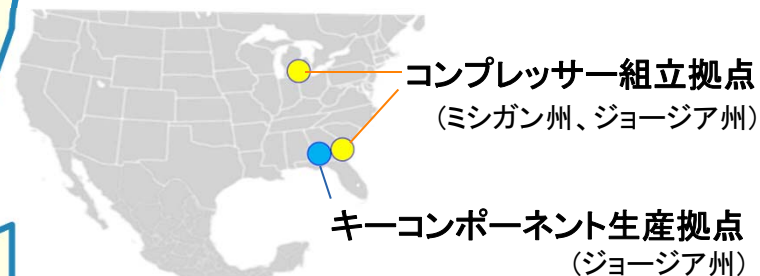 コンプレッサー組立拠点
（ミシガン州、ジョージア州）
キーコンポーネント生産拠点
（ジョージア州）